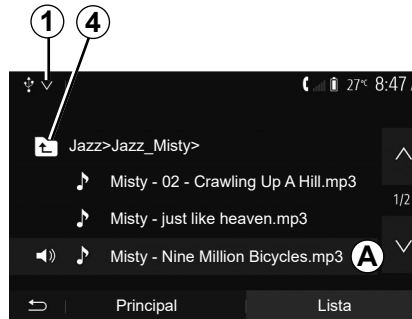 1 4
27°C 8:47
Jazz>Jazz_Misty>
Misty - 02 - Crawling Up A Hill.mp3
Misty - just like heaven.mp3
1/2
Misty - Nine Million Bicycles.mp3 A
Principal Lista